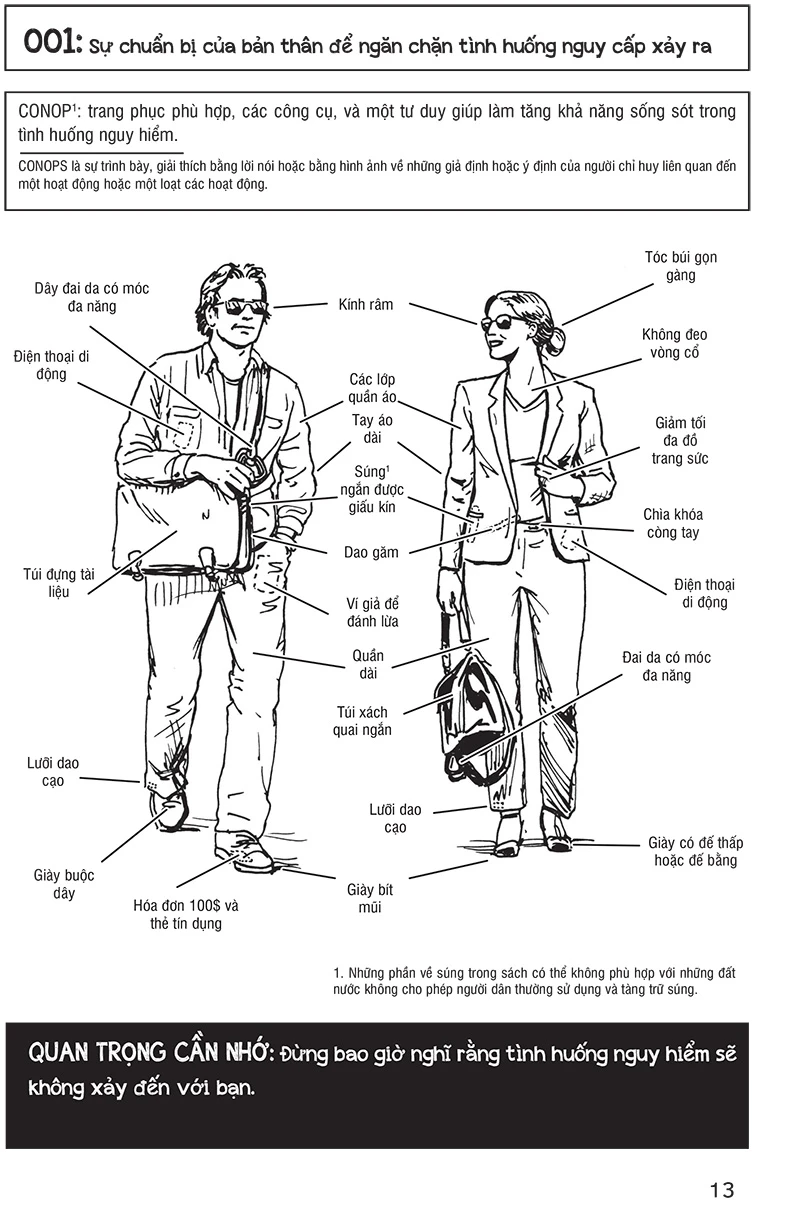 001: Sự chuẩn bị của bản thân để ngăn chặn tình huống nguy cấp xảy ra
CONOP¹: trang phục phù hợp, các công cụ, và một tư duy giúp làm tăng khả năng sống sót trong
tình huống nguy hiểm.
CONOPS là sự trình bày, giải thích bằng lời nói hoặc bằng hình ảnh về những giả định hoặc ý định của người chỉ huy liên quan đến
một hoạt động hoặc một loạt các hoạt động.
Tóc búi gọn
gàng
Dây đai da có móc
đa năng
Kính râm
Không đeo
vòng cổ
Điện thoại di
động
Các lớp
quần áo
Tay áo
dài
Giảm tối
đa đồ
trang sức
Súng¹
ngắn được
giấu kín
Chìa khóa
còng tay
Dao găm
Túi đựng tài
liệu
Ví giả để
đánh lừa
Điện thoại
di động
Quần
dài
Đai da có móc
đa năng
Túi xách
quai ngắn
Lưỡi dao
cạo
Lưỡi dao
cạo
Giày có đế thấp
hoặc đế bằng
Giày buộc
dây
Hóa đơn 100$ và
thẻ tín dụng
Giày bít
mũi
1. Những phần về súng trong sách có thể không phù hợp với những đất
nước không cho phép người dân thường sử dụng và tàng trữ súng.
QUAN TRỌNG CẦN NHỚ: Đừng bao giờ nghĩ rằng tình huống nguy hiểm sẽ
không xảy đến với bạn.
13